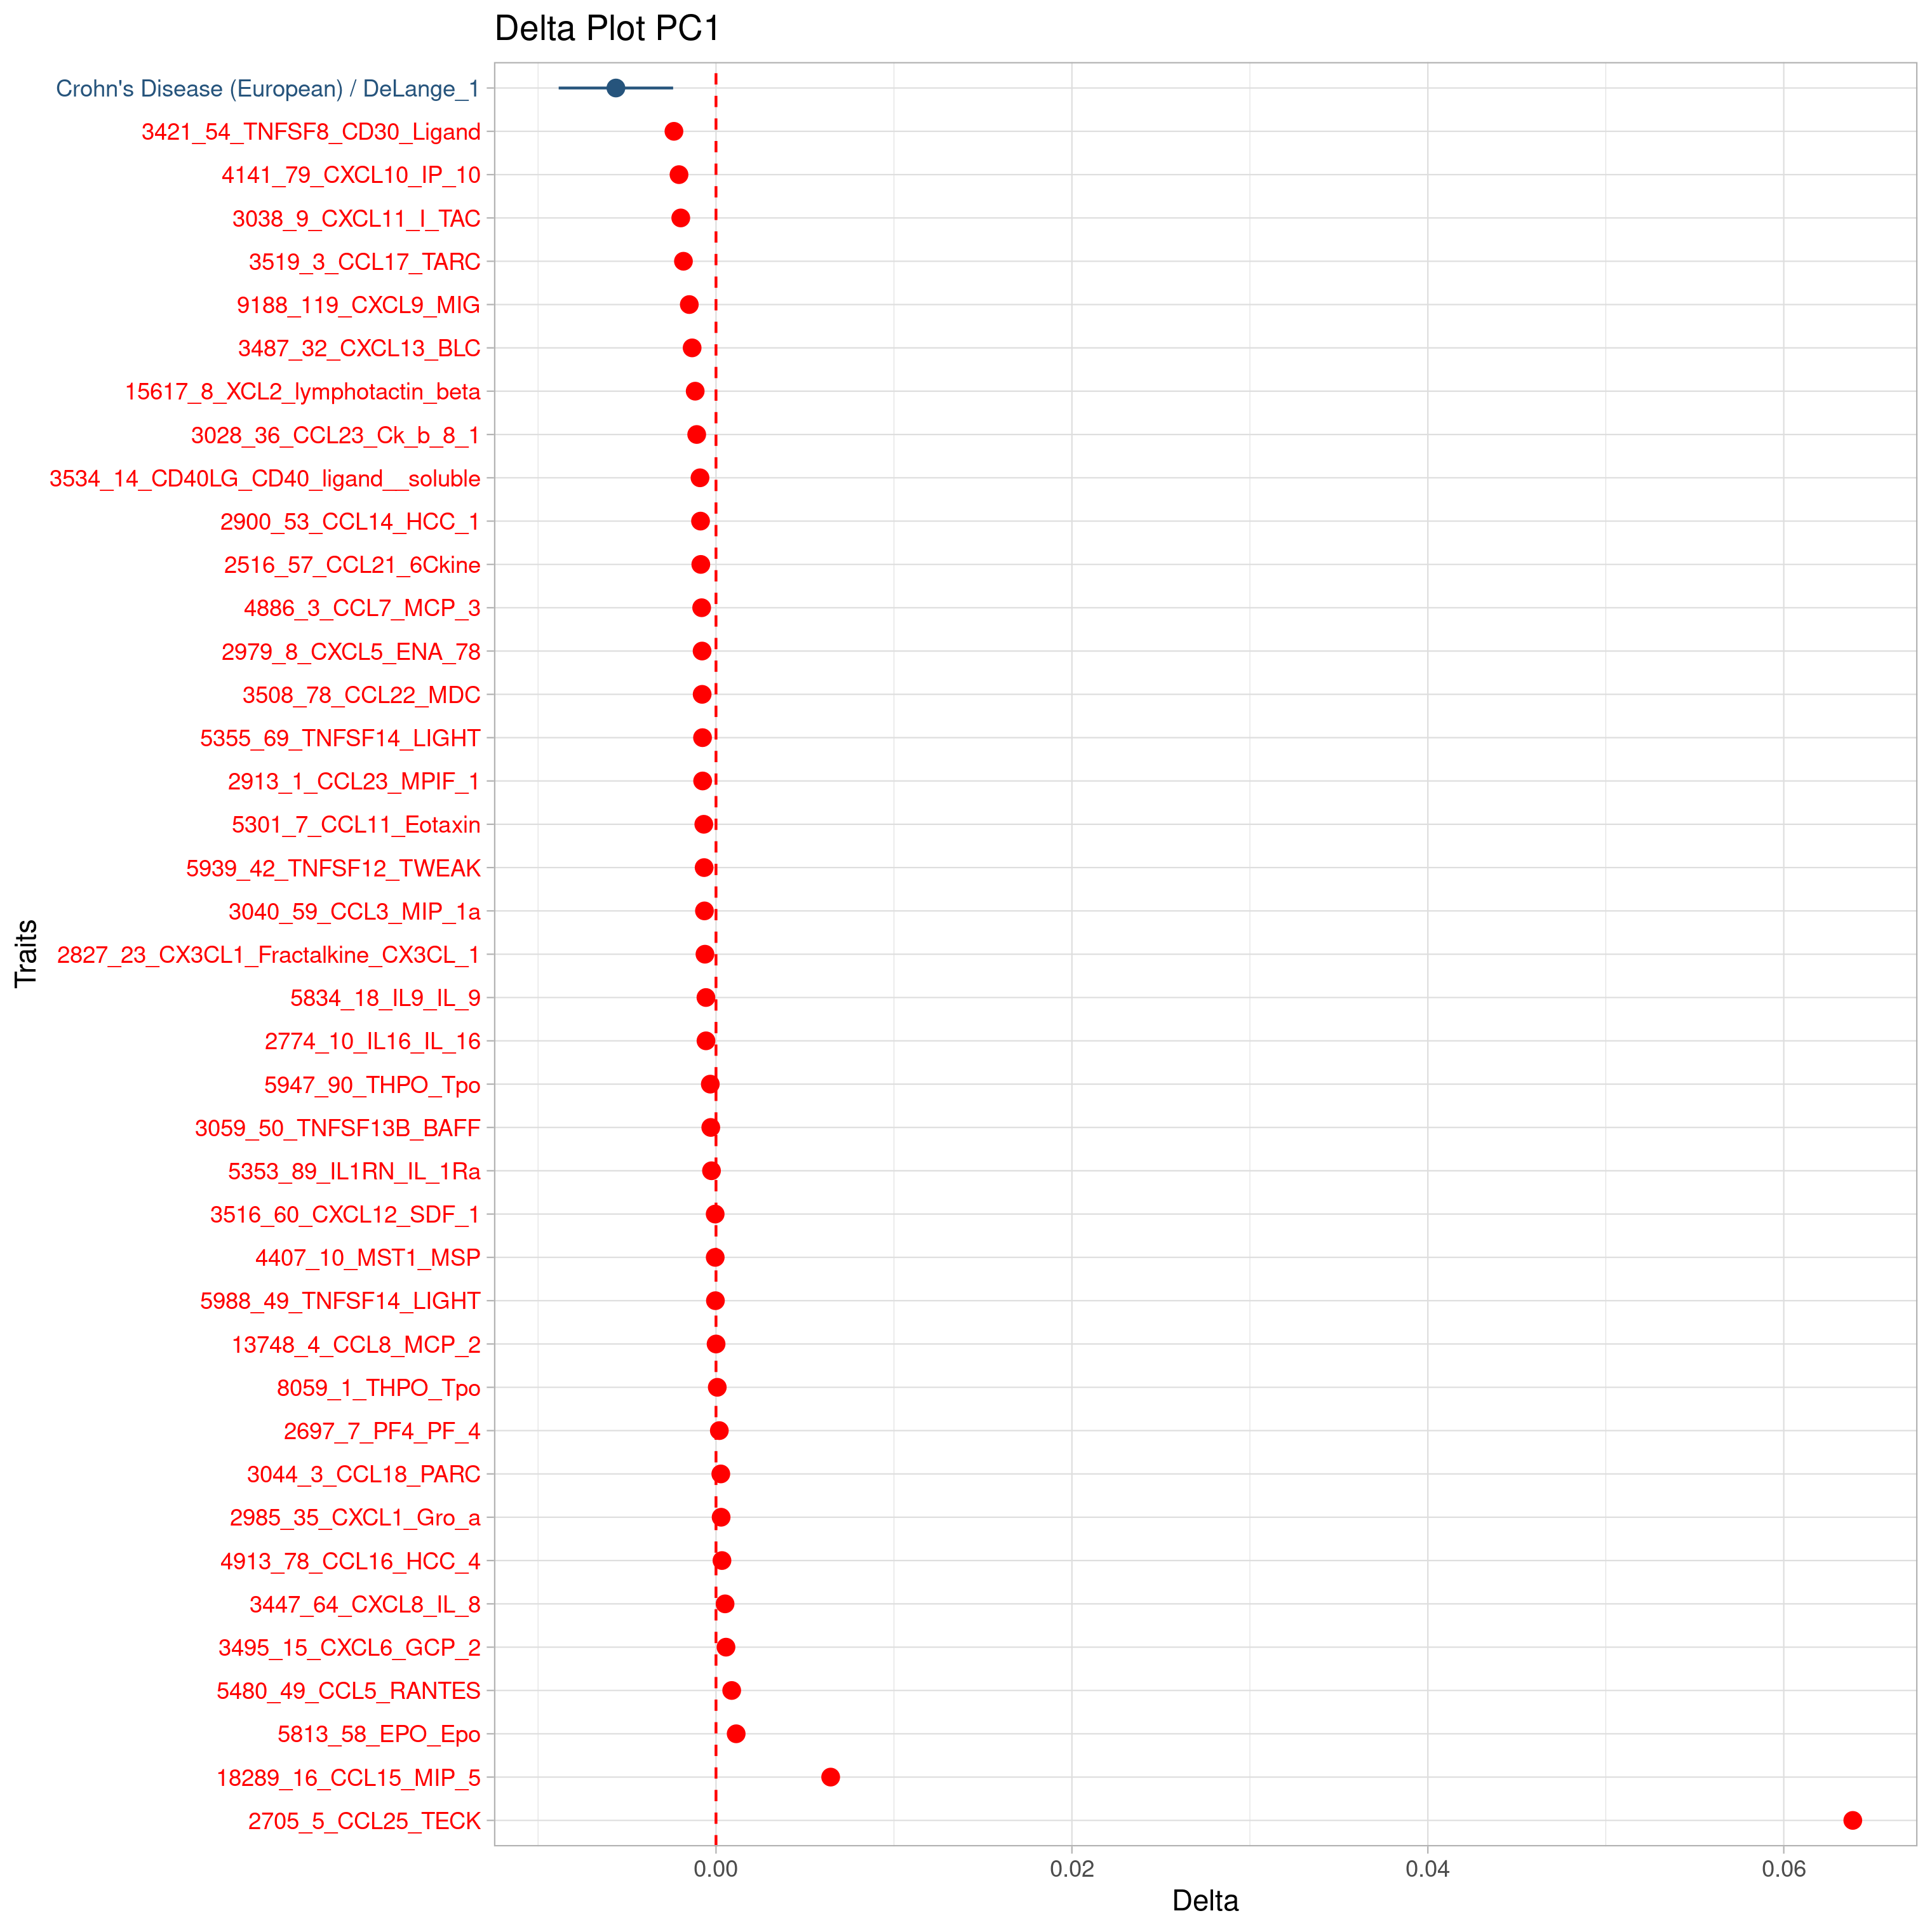 Delta Plot PC1
Crohn's Disease (European) / DeLange_1
3421_54_TNFSF8_CD30_Ligand
4141_79_CXCL10_IP_10
3038_9_CXCL11_I_TAC
3519_3_CCL17_TARC
9188_119_CXCL9_MIG
3487_32_CXCL13_BLC
15617_8_XCL2_lymphotactin_beta
3028_36_CCL23_Ck_b_8_1
3534_14_CD40LG_CD40_ligand__soluble
2900_53_CCL14_HCC_1
2516_57_CCL21_6Ckine
4886_3_CCL7_MCP_3
2979_8_CXCL5_ENA_78
3508_78_CCL22_MDC
5355_69_TNFSF14_LIGHT
2913_1_CCL23_MPIF_1
5301_7_CCL11_Eotaxin
5939_42_TNFSF12_TWEAK
3040_59_CCL3_MIP_1a
2827_23_CX3CL1_Fractalkine_CX3CL_1
5834_18_IL9_IL_9
2774_10_IL16_IL_16
5947_90_THPO_Tpo
3059_50_TNFSF13B_BAFF
5353_89_IL1RN_IL_1Ra
3516_60_CXCL12_SDF_1
4407_10_MST1_MSP
5988_49_TNFSF14_LIGHT
13748_4_CCL8_MCP_2
8059_1_THPO_Tpo
2697_7_PF4_PF_4
3044_3_CCL18_PARC
2985_35_CXCL1_Gro_a
4913_78_CCL16_HCC_4
3447_64_CXCL8_IL_8
3495_15_CXCL6_GCP_2
5480_49_CCL5_RANTES
5813_58_EPO_Epo
18289_16_CCL15_MIP_5
2705_5_CCL25_TECK
Traits
0.00 0.02 0.04 0.06
Delta